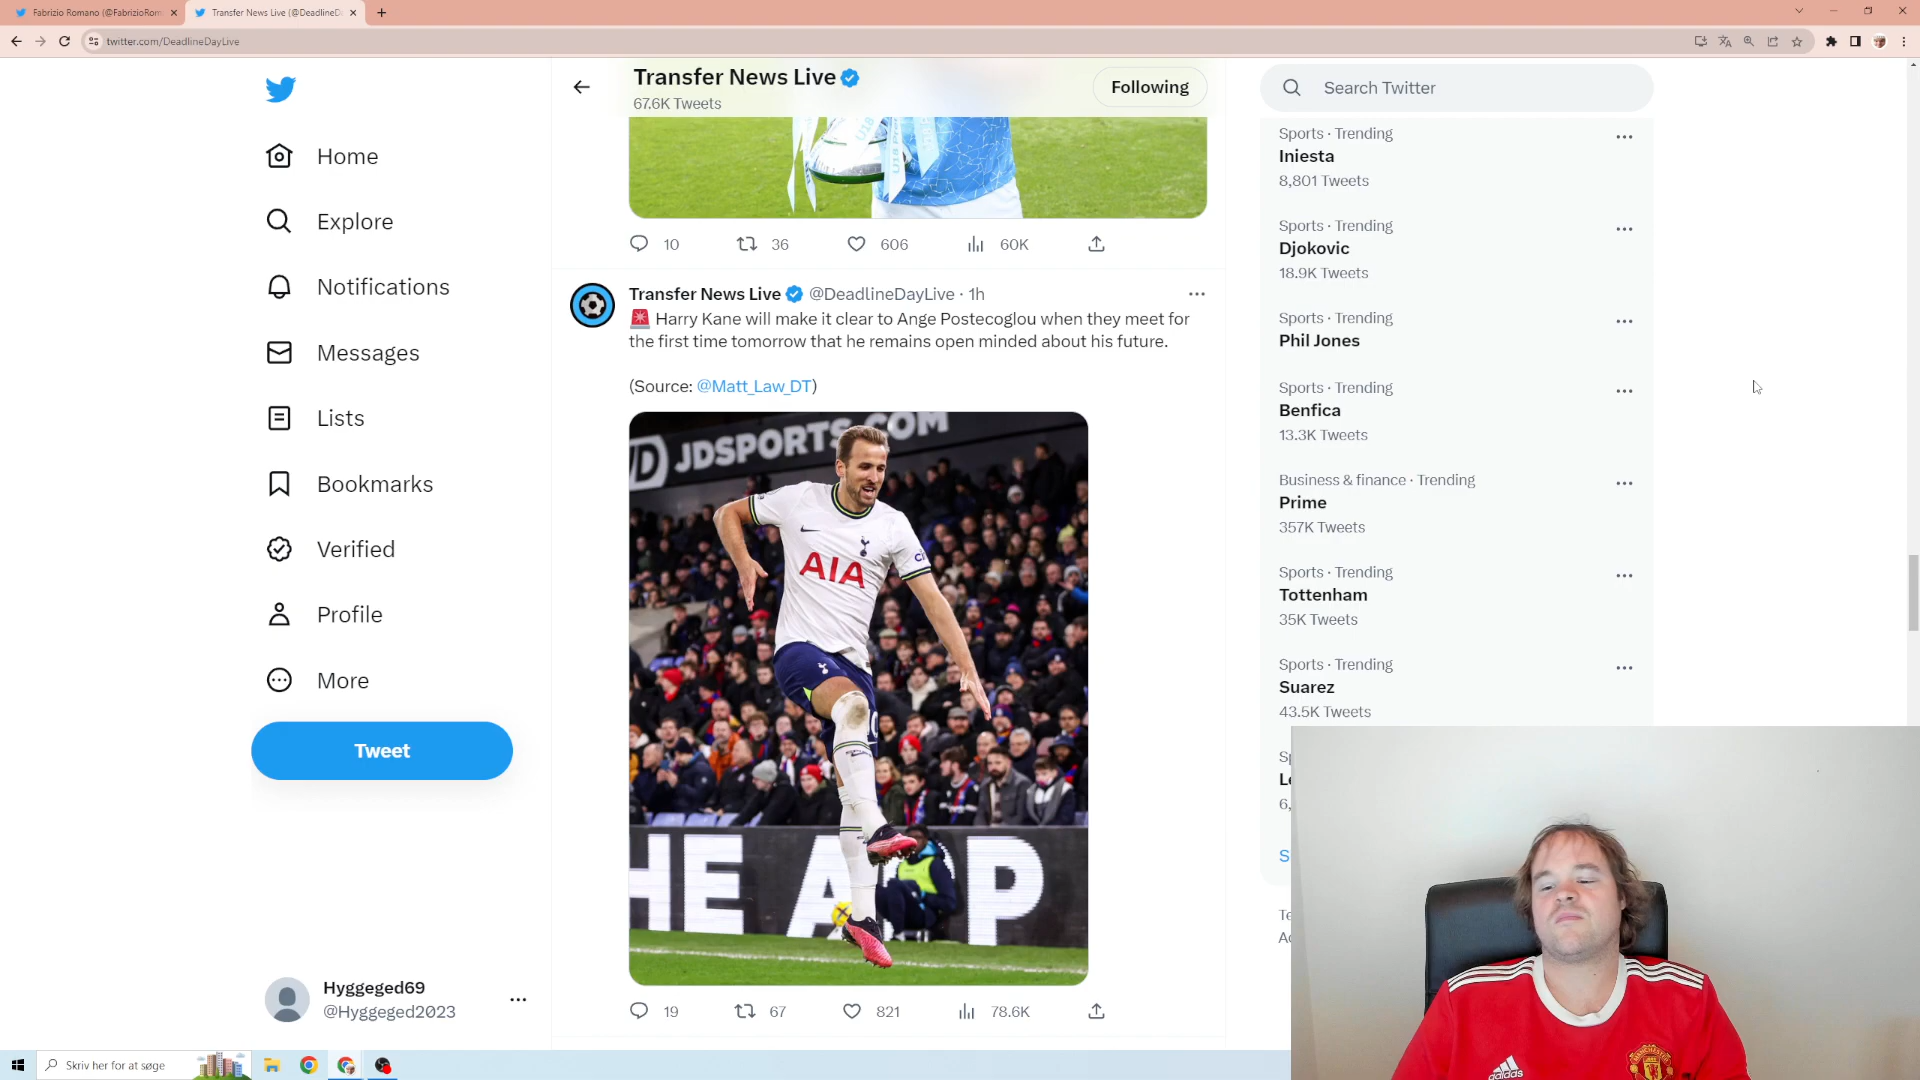 Fabrizio Romano (@FabrizioRom
Transfer News Live (@DeadlineD
twitter.com/DeadlineDayLive
Home
Explore
Notifications
Messages
Lists
Bookmarks
Verified
Profile
More
Tweet
Hyggeged69
@Hyggeged2023
Transfer News Live
67.6K Tweets
Following
U18
10 36 606 60K
Transfer News Live @DeadlineDayLive · 1h
Harry Kane will make it clear to Ange Postecoglou when they meet for
the first time tomorrow that he remains open minded about his future.
(Source: @Matt_Law_DT)
JDSPORTS.COM
AIA
HE A P
19 67 821 78.6K
Search Twitter
Sports · Trending
Iniesta
8,801 Tweets
Sports · Trending
Djokovic
18.9K Tweets
Sports · Trending
Phil Jones
Sports · Trending
Benfica
13.3K Tweets
Business & finance · Trending
Prime
357K Tweets
Sports · Trending
Tottenham
35K Tweets
Sports · Trending
Suarez
43.5K Tweets
adidas
MANCHESTER
Skriv her for at søge